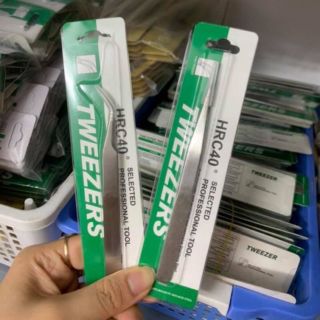 TWEEZERS
HRC40®
SELECTED
PROFESSIONAL TOOL
TWEEZERS
HRC40®
SELECTED
PROFESSIONAL TOOL
TWEEZER
TWEEZER